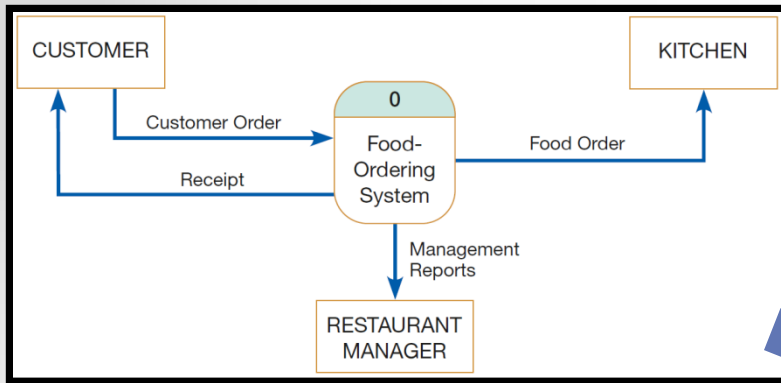 CUSTOMER
KITCHEN
0
Customer Order
Food-
Ordering
System
Food Order
Receipt
Management
Reports
RESTAURANT
MANAGER